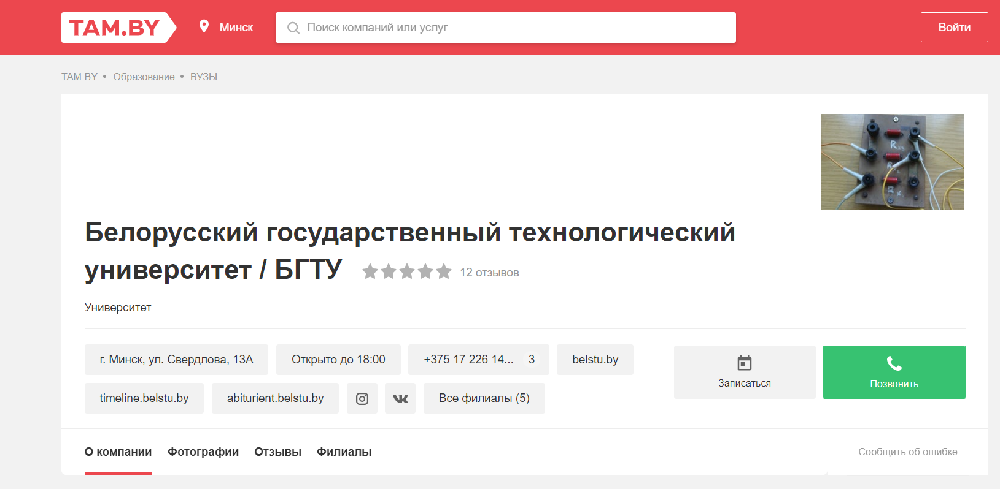 TAM.BY
Минск
Поиск компаний или услуг
Войти
TAM.BY • Образование • ВУЗЫ
Белорусский государственный технологический
университет / БГТУ
12 отзывов
Университет
г. Минск, ул. Свердлова, 13А
Открыто до 18:00
+375 17 226 14... 3
belstu.by
timeline.belstu.by
abiturient.belstu.by
Все филиалы (5)
Записаться
Позвонить
О компании
Фотографии
Отзывы
Филиалы
Сообщить об ошибке